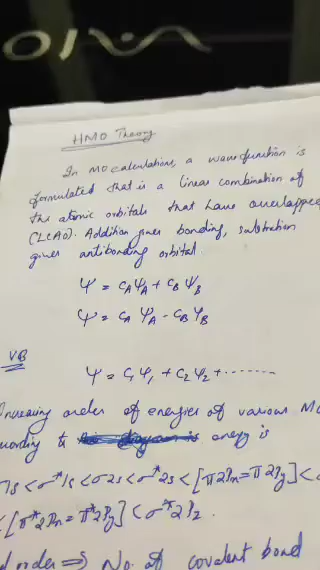 HMO Theory
In MO calculations, a wavefunction is
formulated that is a linear combination of
the atomic orbitals that have overlapped
(LCAO). Addition gives bonding, subtraction
gives antibonding orbital.
Ψ = cAΨA + cBΨB
Ψ = cAΨA - cBΨB
VB
Ψ = c1Ψ1 + c2Ψ2 + ........
Increasing order of energies of various Mo
to energy is
1s < σ*1s < σ2s < σ*2s < [π2Px = π2Py] <
< [π*2Px = π*2Py] < σ*2Pz.
order ⇒ No. of covalent bond